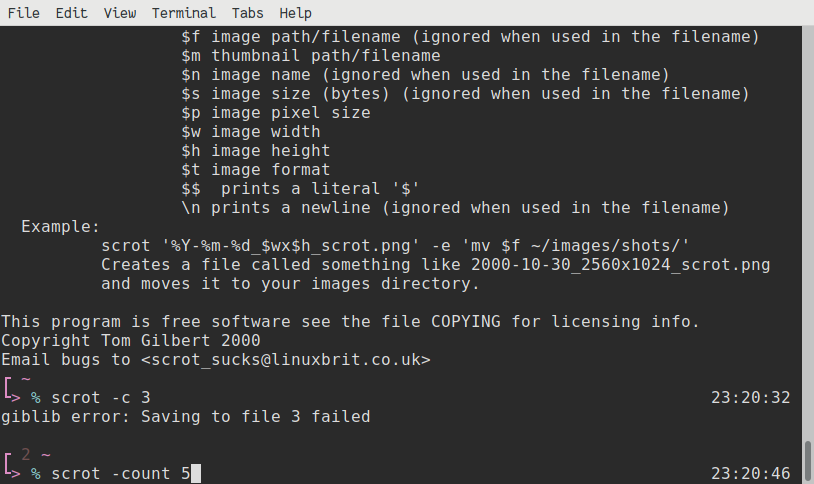 File Edit View Terminal Tabs Help
$f image path/filename (ignored when used in the filename)
$m thumbnail path/filename
$n image name (ignored when used in the filename)
$s image size (bytes) (ignored when used in the filename)
$p image pixel size
$w image width
$h image height
$t image format
$$  prints a literal '$'
\n prints a newline (ignored when used in the filename)
Example:
scrot '%Y-%m-%d_$wx$h_scrot.png' -e 'mv $f ~/images/shots/'
Creates a file called something like 2000-10-30_2560x1024_scrot.png
and moves it to your images directory.
This program is free software see the file COPYING for licensing info.
Copyright Tom Gilbert 2000
Email bugs to <scrot_sucks@linuxbrit.co.uk>
┌ ~
└> % scrot -c 3 23:20:32
giblib error: Saving to file 3 failed
┌ 2 ~
└> % scrot -count 5 23:20:46